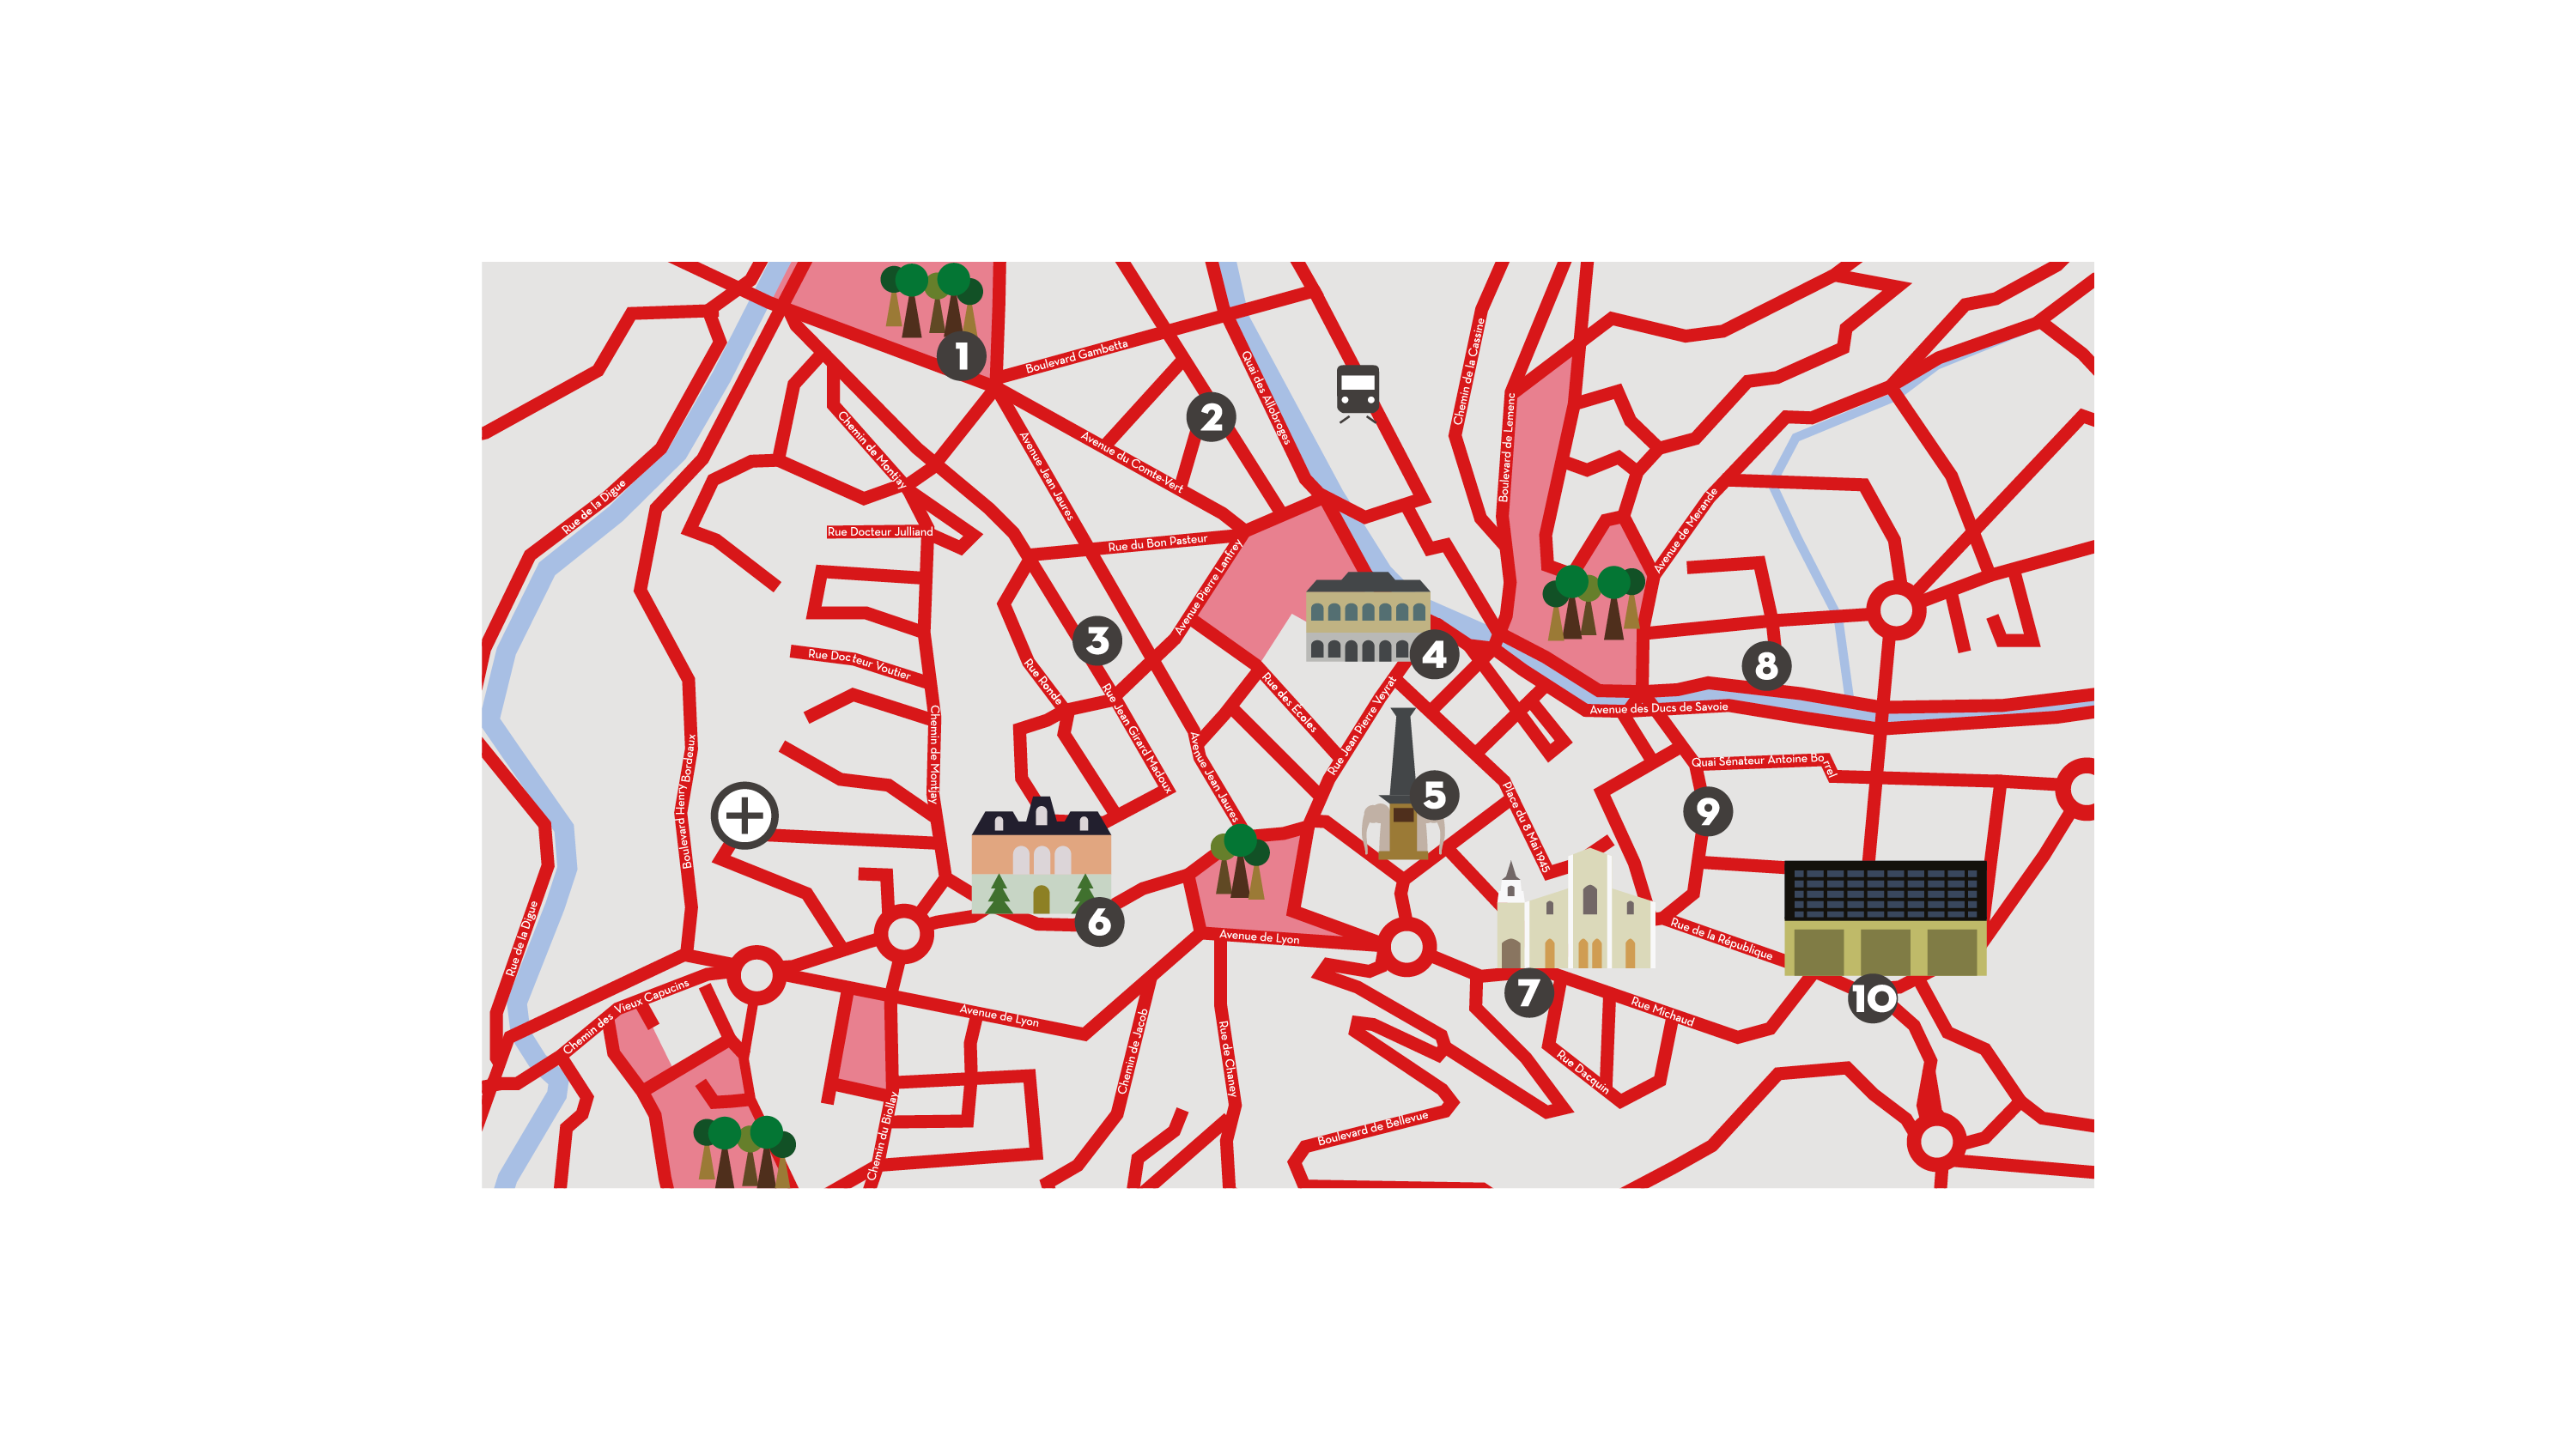 1
Boulevard Gambetta
Quai des Allobroges
Chemin de la Cassine
Boulevard de Lemenc
2
Chemin de Montjay
Avenue Jean Jaures
Avenue du Comte-Vert
Rue de la Digue
Rue Docteur Julliand
Rue du Bon Pasteur
Avenue Pierre Lanfrey
Avenue de Merande
3
4
8
Rue Docteur Voutier
Rue Ronde
Rue Jean Girard Madoux
Rue des Ecoles
Rue Jean Pierre Veyrat
Avenue des Ducs de Savoie
Boulevard Henry Bordeaux
Chemin de Montjay
Avenue Jean Jaures
5
Place du 8 Mai 1945
Quai Sénateur Antoine Borrel
9
6
Rue de la Digue
Avenue de Lyon
Rue de la République
7
10
Chemin des Vieux Capucins
Avenue de Lyon
Rue Michaud
Chemin de Jacob
Rue de Chaney
Rue Dacquin
Chemin du Biollay
Boulevard de Bellevue